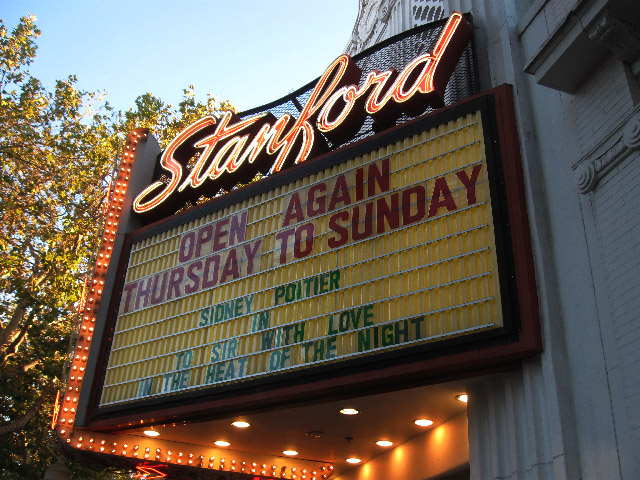 Stanford
OPEN AGAIN
THURSDAY TO SUNDAY
SIDNEY POITIER
IN
TO SIR WITH LOVE
IN THE HEAT OF THE NIGHT